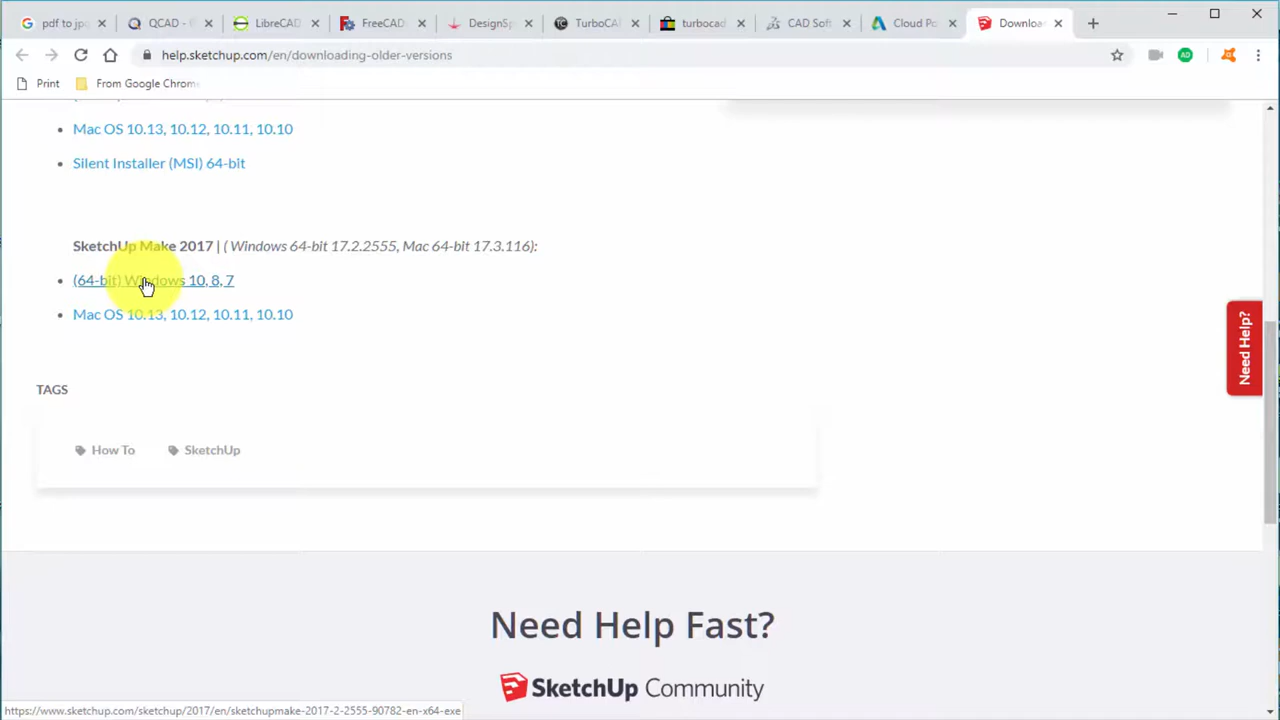 pdf to jpg
QCAD - 
LibreCAD
FreeCAD
DesignSp
TurboCA
turbocad
CAD Soft
Cloud Po
Downloa
help.sketchup.com/en/downloading-older-versions
AD
Print
From Google Chrome
Mac OS 10.13, 10.12, 10.11, 10.10
Silent Installer (MSI) 64-bit
SketchUp Make 2017 | ( Windows 64-bit 17.2.2555, Mac 64-bit 17.3.116):
(64-bit) Windows 10, 8, 7
Mac OS 10.13, 10.12, 10.11, 10.10
Need Help?
TAGS
How To
SketchUp
Need Help Fast?
SketchUp Community
https://www.sketchup.com/sketchup/2017/en/sketchupmake-2017-2-2555-90782-en-x64-exe